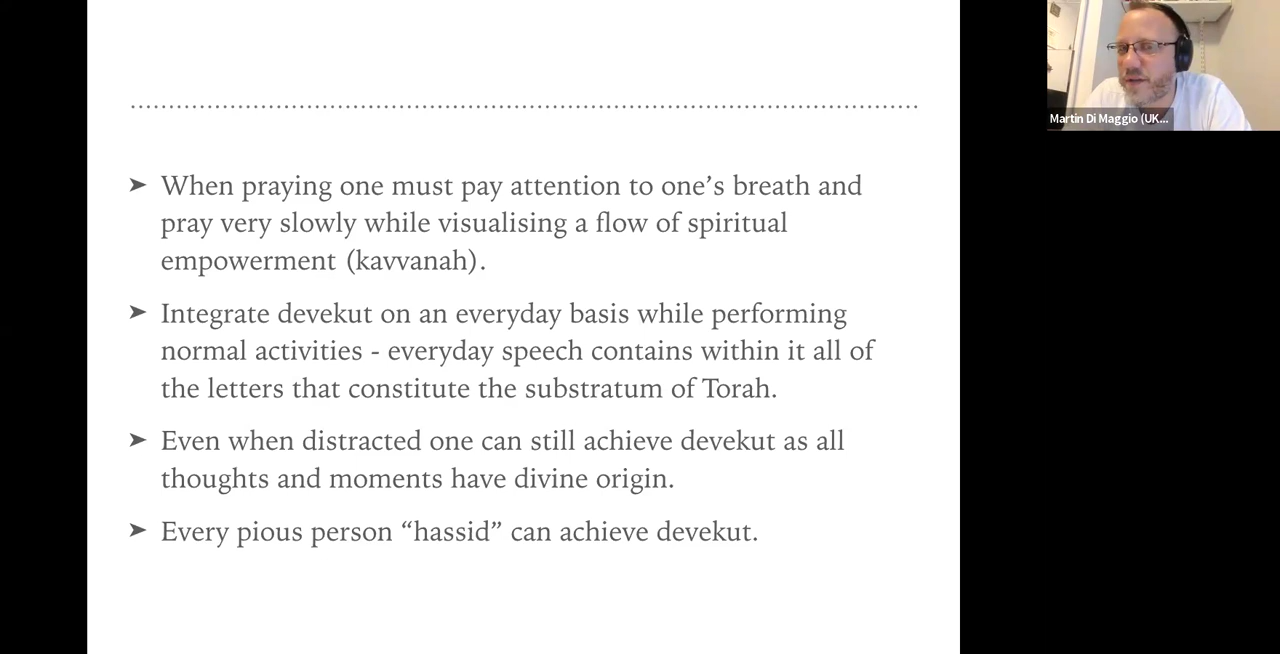 ➤ When praying one must pay attention to one’s breath and
pray very slowly while visualising a flow of spiritual
empowerment (kavvanah).
➤ Integrate devekut on an everyday basis while performing
normal activities - everyday speech contains within it all of
the letters that constitute the substratum of Torah.
➤ Even when distracted one can still achieve devekut as all
thoughts and moments have divine origin.
➤ Every pious person “hassid” can achieve devekut.
Martin Di Maggio (UK...